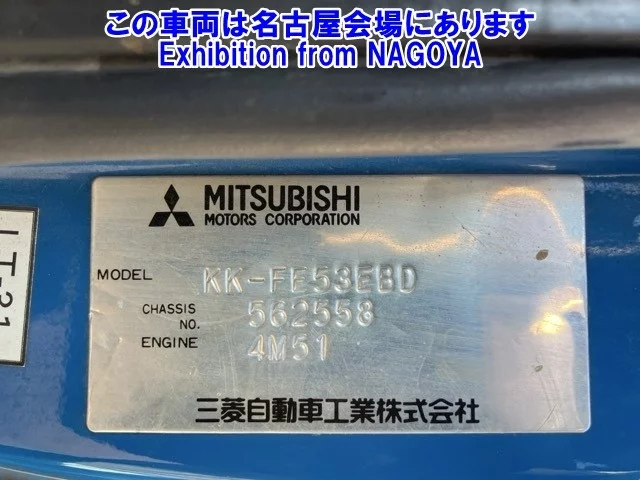 この車両は名古屋会場にあります
Exhibition from NAGOYA
MITSUBISHI
MOTORS CORPORATION
MODEL KK-FE53EBD
CHASSIS NO. 562558
ENGINE 4M51
三菱自動車工業株式会社
LT-31